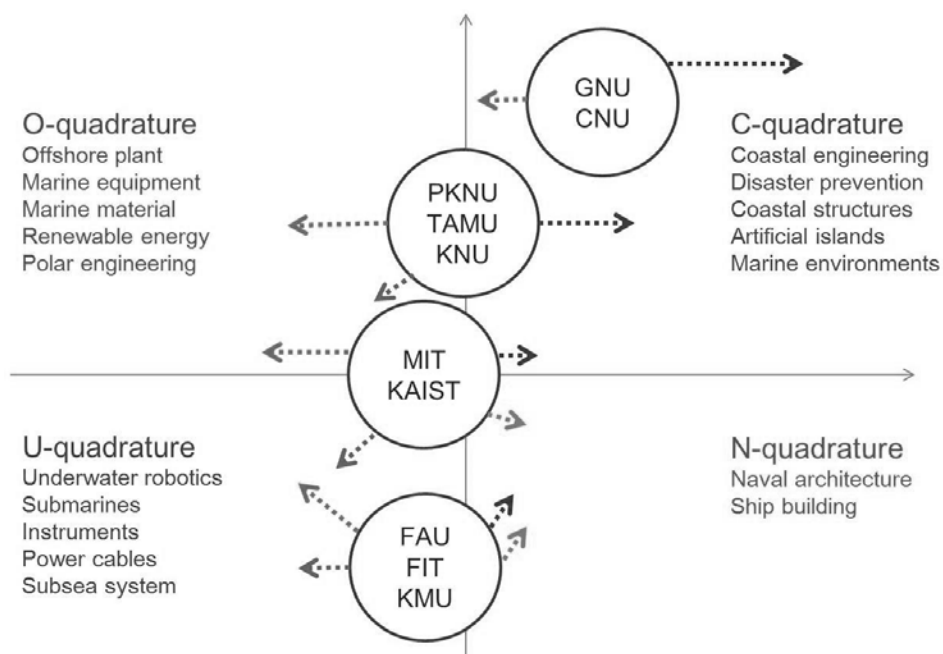 GNU
CNU
O-quadrature
Offshore plant
Marine equipment
Marine material
Renewable energy
Polar engineering
C-quadrature
Coastal engineering
Disaster prevention
Coastal structures
Artificial islands
Marine environments
PKNU
TAMU
KNU
MIT
KAIST
U-quadrature
Underwater robotics
Submarines
Instruments
Power cables
Subsea system
N-quadrature
Naval architecture
Ship building
FAU
FIT
KMU